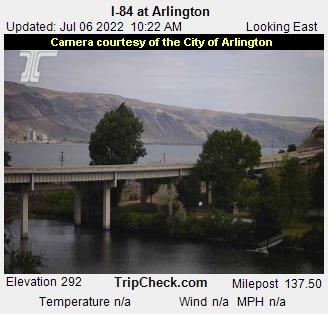 I-84 at Arlington
Updated: Jul 06 2022 10:22 AM Looking East
Camera courtesy of the City of Arlington
Elevation 292 TripCheck.com Milepost 137.50
Temperature n/a Wind n/a MPH n/a